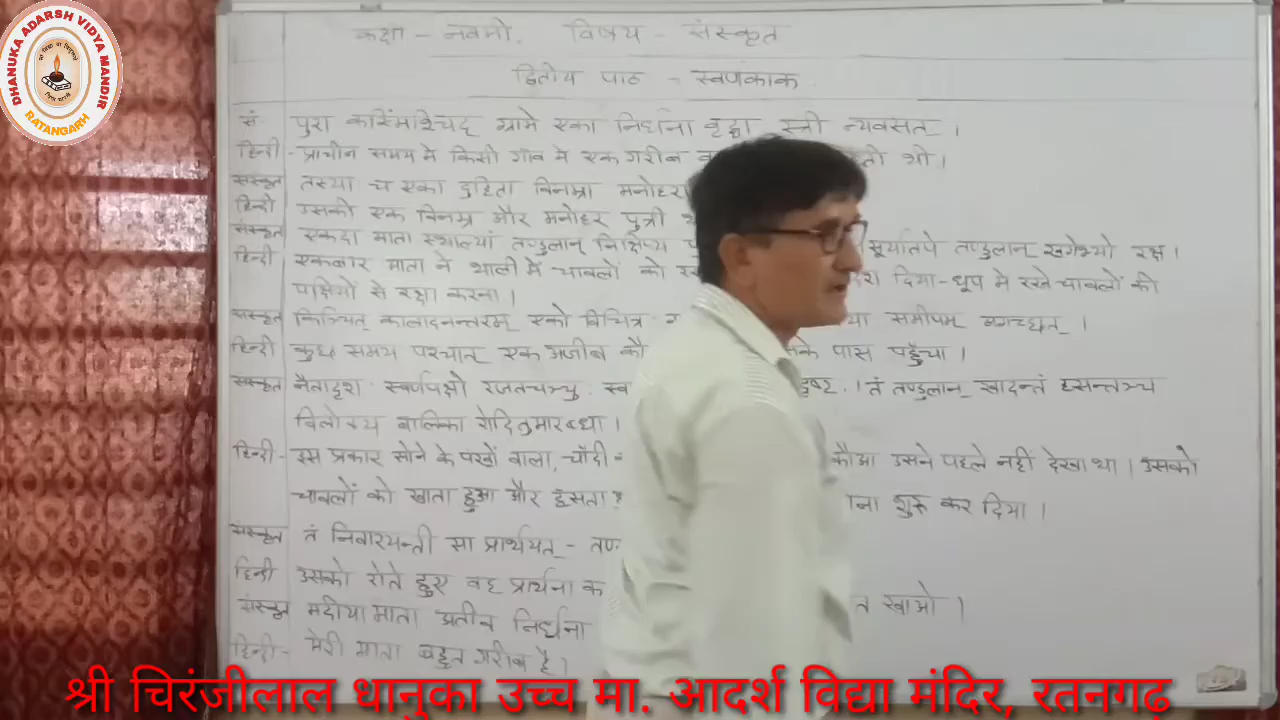 DHANUKA ADARSH VIDYA MANDIR
RATANGARH
कक्षा - नवमी. विषय - संस्कृत
द्वितीय पाठ - स्वर्णकाक
सं. पुरा कस्मिंश्चिद् ग्रामे एका निर्धना वृद्धा स्त्री न्यवसत् ।
हिन्दी - प्राचीन समय मे किसी गाँव मे एक गरीब थी ।
संस्कृत तस्या च एका दुहिता विनम्रा मनोहरा
हिन्दी उसकी एक विनम्र और मनोहर पुत्री
संस्कृत एकदा माता स्थाल्यां तण्डुलान् निक्षिप्य सूर्यातपे तण्डुलान् खगेभ्यो रक्ष ।
हिन्दी एकबार माता ने थाली में चावलों को दिया - धूप मे रखे चावलों की
पक्षियों से रक्षा करना ।
संस्कृत किञ्चित् कालादनन्तरम् एको विचित्र समीपम् अगच्छत् ।
हिन्दी कुछ समय पश्चात् एक अजीब के पास पहुँचा ।
संस्कृत नैतादृश स्वर्णपक्षो रजतचञ्चु . । तं तण्डुलान् खादन्तं हसन्तञ्च
विलोक्य बालिका रोदितुमारब्धा ।
हिन्दी - इस प्रकार सोने के पखों वाला, चाँदी - कौआ उसने पहले नहीं देखा था । उसको
चावलों को खाता हुआ और हँसता शुरू कर दिया ।
संस्कृत तं निवारयन्ती सा प्रार्थयत् -
हिन्दी उसको रोते हुए वह प्रार्थना खाओ ।
संस्कृत मदीया माता अतीव निर्धना
हिन्दी - मेरी माता बहुत गरीब है ।
श्री चिरंजीलाल धानुका उच्च मा. आदर्श विद्या मंदिर, रतनगढ